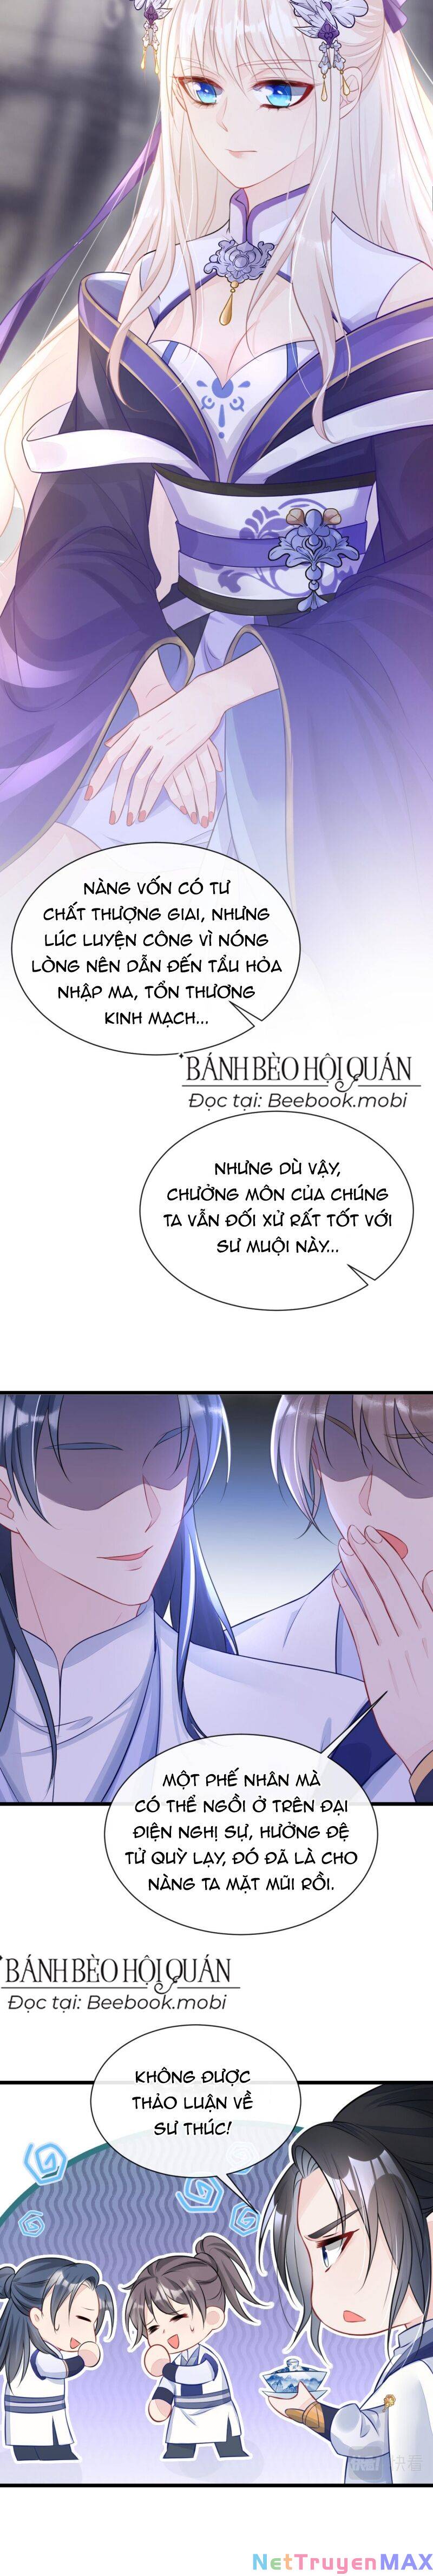 NÀNG VỐN CÓ TƯ
CHẤT THƯỢNG GIAI, NHƯNG
LÚC LUYỆN CÔNG VÌ NÓNG
LÒNG NÊN DẪN ĐẾN TẨU HỎA
NHẬP MA, TỔN THƯƠNG
KINH MẠCH...
BÁNH BÈO HỘI QUÁN
Đọc tại: Beebook.mobi
NHƯNG DÙ VẬY,
CHƯỞNG MÔN CỦA CHÚNG
TA VẪN ĐỐI XỬ RẤT TỐT VỚI
SƯ MUỘI NÀY...
MỘT PHẾ NHÂN MÀ
CÓ THỂ NGỒI Ở TRÊN ĐẠI
ĐIỆN NGHỊ SỰ, HƯỞNG ĐỆ
TỬ QUỲ LẠY, ĐÓ ĐÃ LÀ CHO
NÀNG TA MẶT MŨI RỒI.
BÁNH BÈO HỘI QUÁN
Đọc tại: Beebook.mobi
KHÔNG ĐƯỢC
THẢO LUẬN VỀ
SƯ THÚC!
快看
NETTRUYENMAX